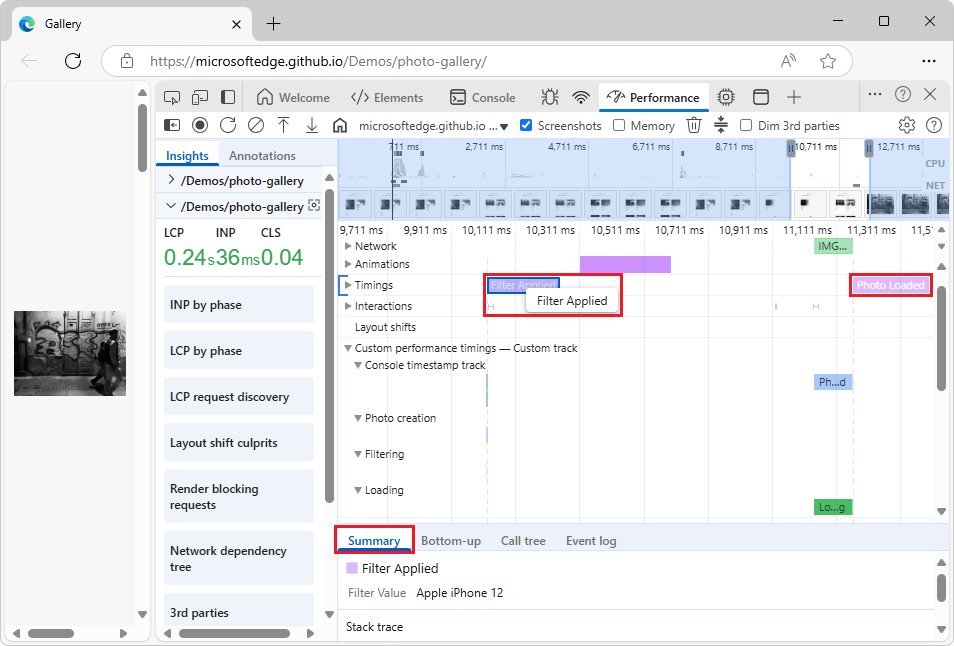 Gallery
https://microsoftedge.github.io/Demos/photo-gallery/
Welcome
Elements
Console
Performance
microsoftedge.github.io ...
Screenshots
Memory
Dim 3rd parties
Insights
Annotations
/Demos/photo-gallery
/Demos/photo-gallery
LCP INP CLS
0.24s 36ms 0.04
INP by phase
LCP by phase
LCP request discovery
Layout shift culprits
Render blocking
requests
Network dependency
tree
3rd parties
711 ms 2,711 ms 4,711 ms 6,711 ms 8,711 ms 10,711 ms 12,711 ms
CPU
NET
9,711 ms 9,911 ms 10,111 ms 10,311 ms 10,511 ms 10,711 ms 10,911 ms 11,111 ms 11,311 ms 11,5
Network
IMG...
Animations
Timings
Filter Applied
Photo Loaded
Filter Applied
Interactions
Layout shifts
Custom performance timings — Custom track
Console timestamp track
Ph...d
Photo creation
Filtering
Loading
Lo...g
Summary
Bottom-up
Call tree
Event log
Filter Applied
Filter Value Apple iPhone 12
Stack trace